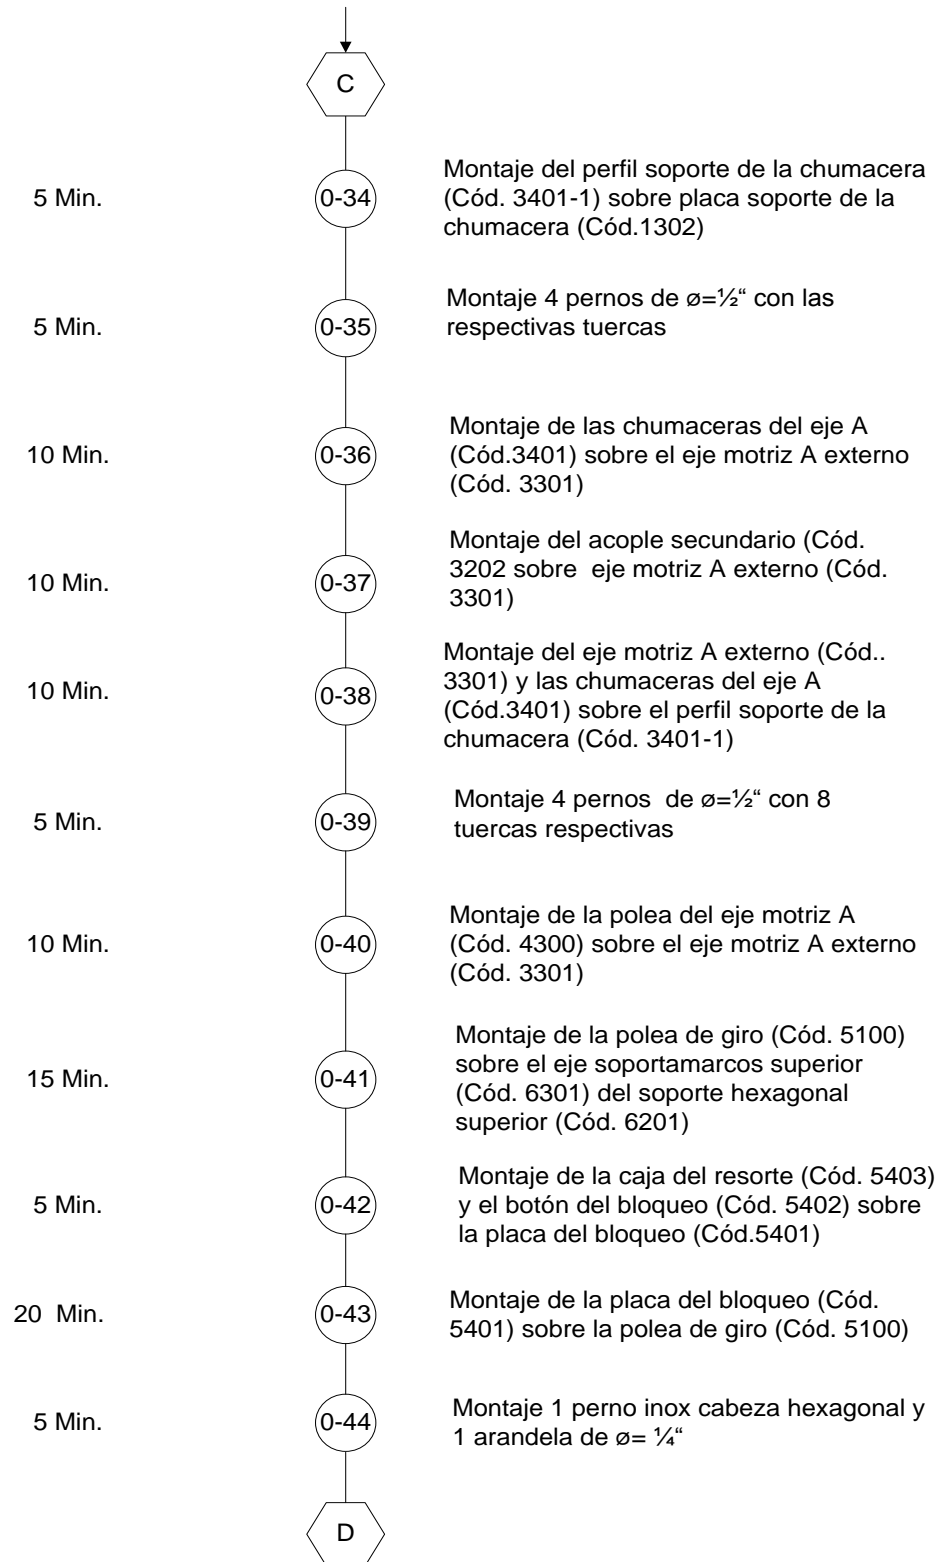 C
5 Min.
0-34
Montaje del perfil soporte de la chumacera
(Cód. 3401-1) sobre placa soporte de la
chumacera (Cód.1302)
5 Min.
0-35
Montaje 4 pernos de ø=½“ con las
respectivas tuercas
10 Min.
0-36
Montaje de las chumaceras del eje A
(Cód.3401) sobre el eje motriz A externo
(Cód. 3301)
10 Min.
0-37
Montaje del acople secundario (Cód.
3202 sobre  eje motriz A externo (Cód.
3301)
10 Min.
0-38
Montaje del eje motriz A externo (Cód..
3301) y las chumaceras del eje A
(Cód.3401) sobre el perfil soporte de la
chumacera (Cód. 3401-1)
5 Min.
0-39
Montaje 4 pernos  de ø=½“ con 8
tuercas respectivas
10 Min.
0-40
Montaje de la polea del eje motriz A
(Cód. 4300) sobre el eje motriz A externo
(Cód. 3301)
15 Min.
0-41
Montaje de la polea de giro (Cód. 5100)
sobre el eje soportamarcos superior
(Cód. 6301) del soporte hexagonal
superior (Cód. 6201)
5 Min.
0-42
Montaje de la caja del resorte (Cód. 5403)
y el botón del bloqueo (Cód. 5402) sobre
la placa del bloqueo (Cód.5401)
20  Min.
0-43
Montaje de la placa del bloqueo (Cód.
5401) sobre la polea de giro (Cód. 5100)
5 Min.
0-44
Montaje 1 perno inox cabeza hexagonal y
1 arandela de ø= ¼“
D